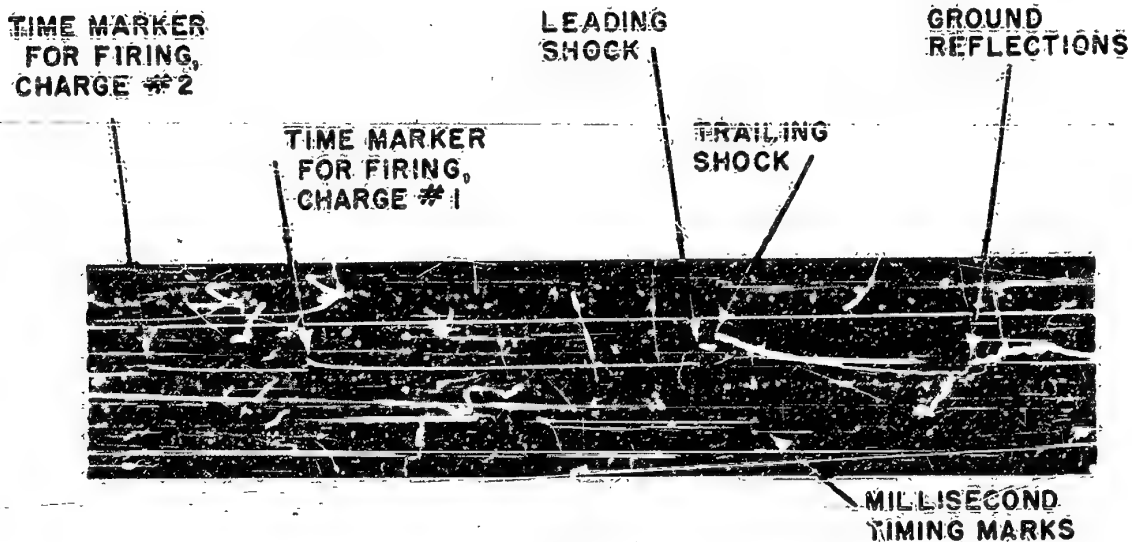 TIME MARKER
FOR FIRING,
CHARGE #2
TIME MARKER
FOR FIRING,
CHARGE #1
LEADING
SHOCK
TRAILING
SHOCK
GROUND
REFLECTIONS
MILLISECOND
TIMING MARKS